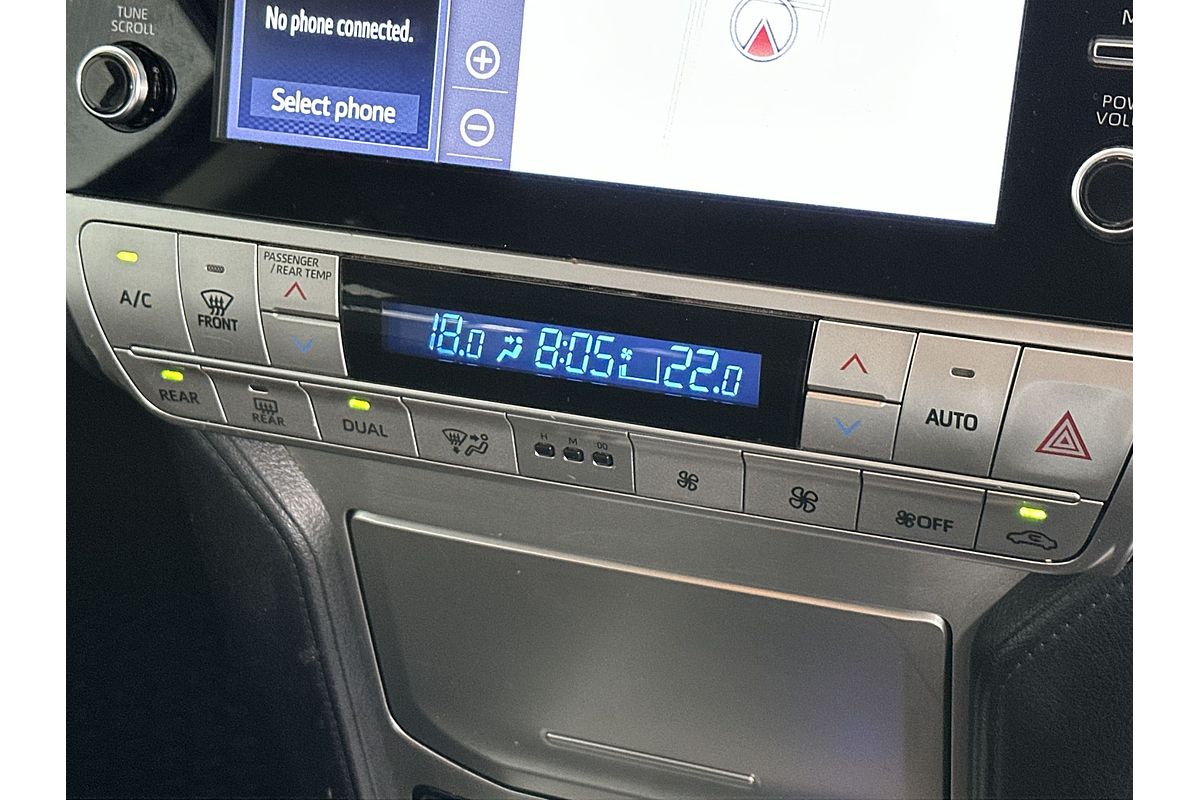 TUNE
SCROLL
No phone connected.
Select phone
A/C
FRONT
PASSENGER
/REAR TEMP
18.0 8:05 22.0
AUTO
REAR
REAR
DUAL
H M :00
OFF